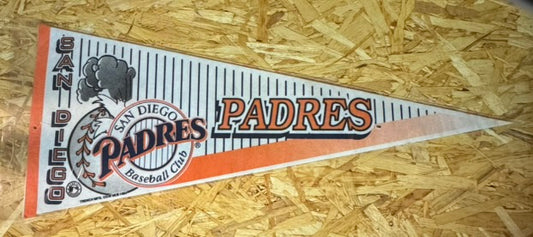 SAN DIEGO
SAN DIEGO
PADRES
Baseball Club
PADRES